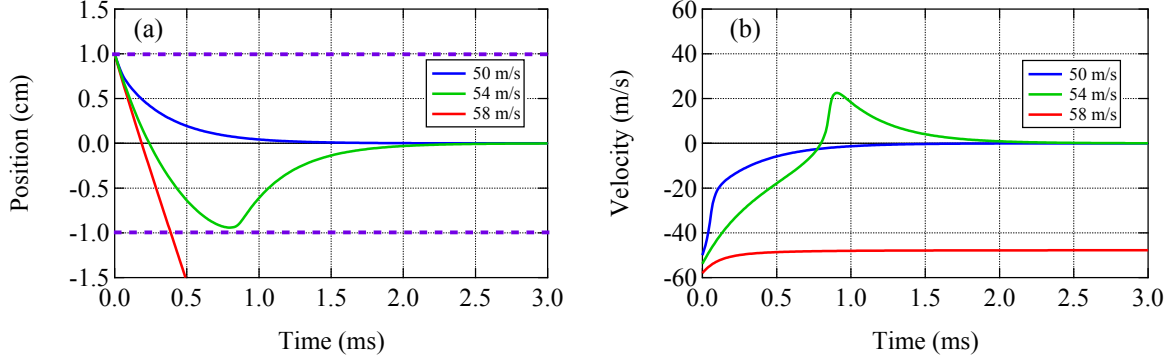 (a)
Position (cm)
1.5
1.0
0.5
0.0
-0.5
-1.0
-1.5
50 m/s
54 m/s
58 m/s
0.0 0.5 1.0 1.5 2.0 2.5 3.0
Time (ms)
(b)
Velocity (m/s)
60
40
20
0
-20
-40
-60
50 m/s
54 m/s
58 m/s
0.0 0.5 1.0 1.5 2.0 2.5 3.0
Time (ms)